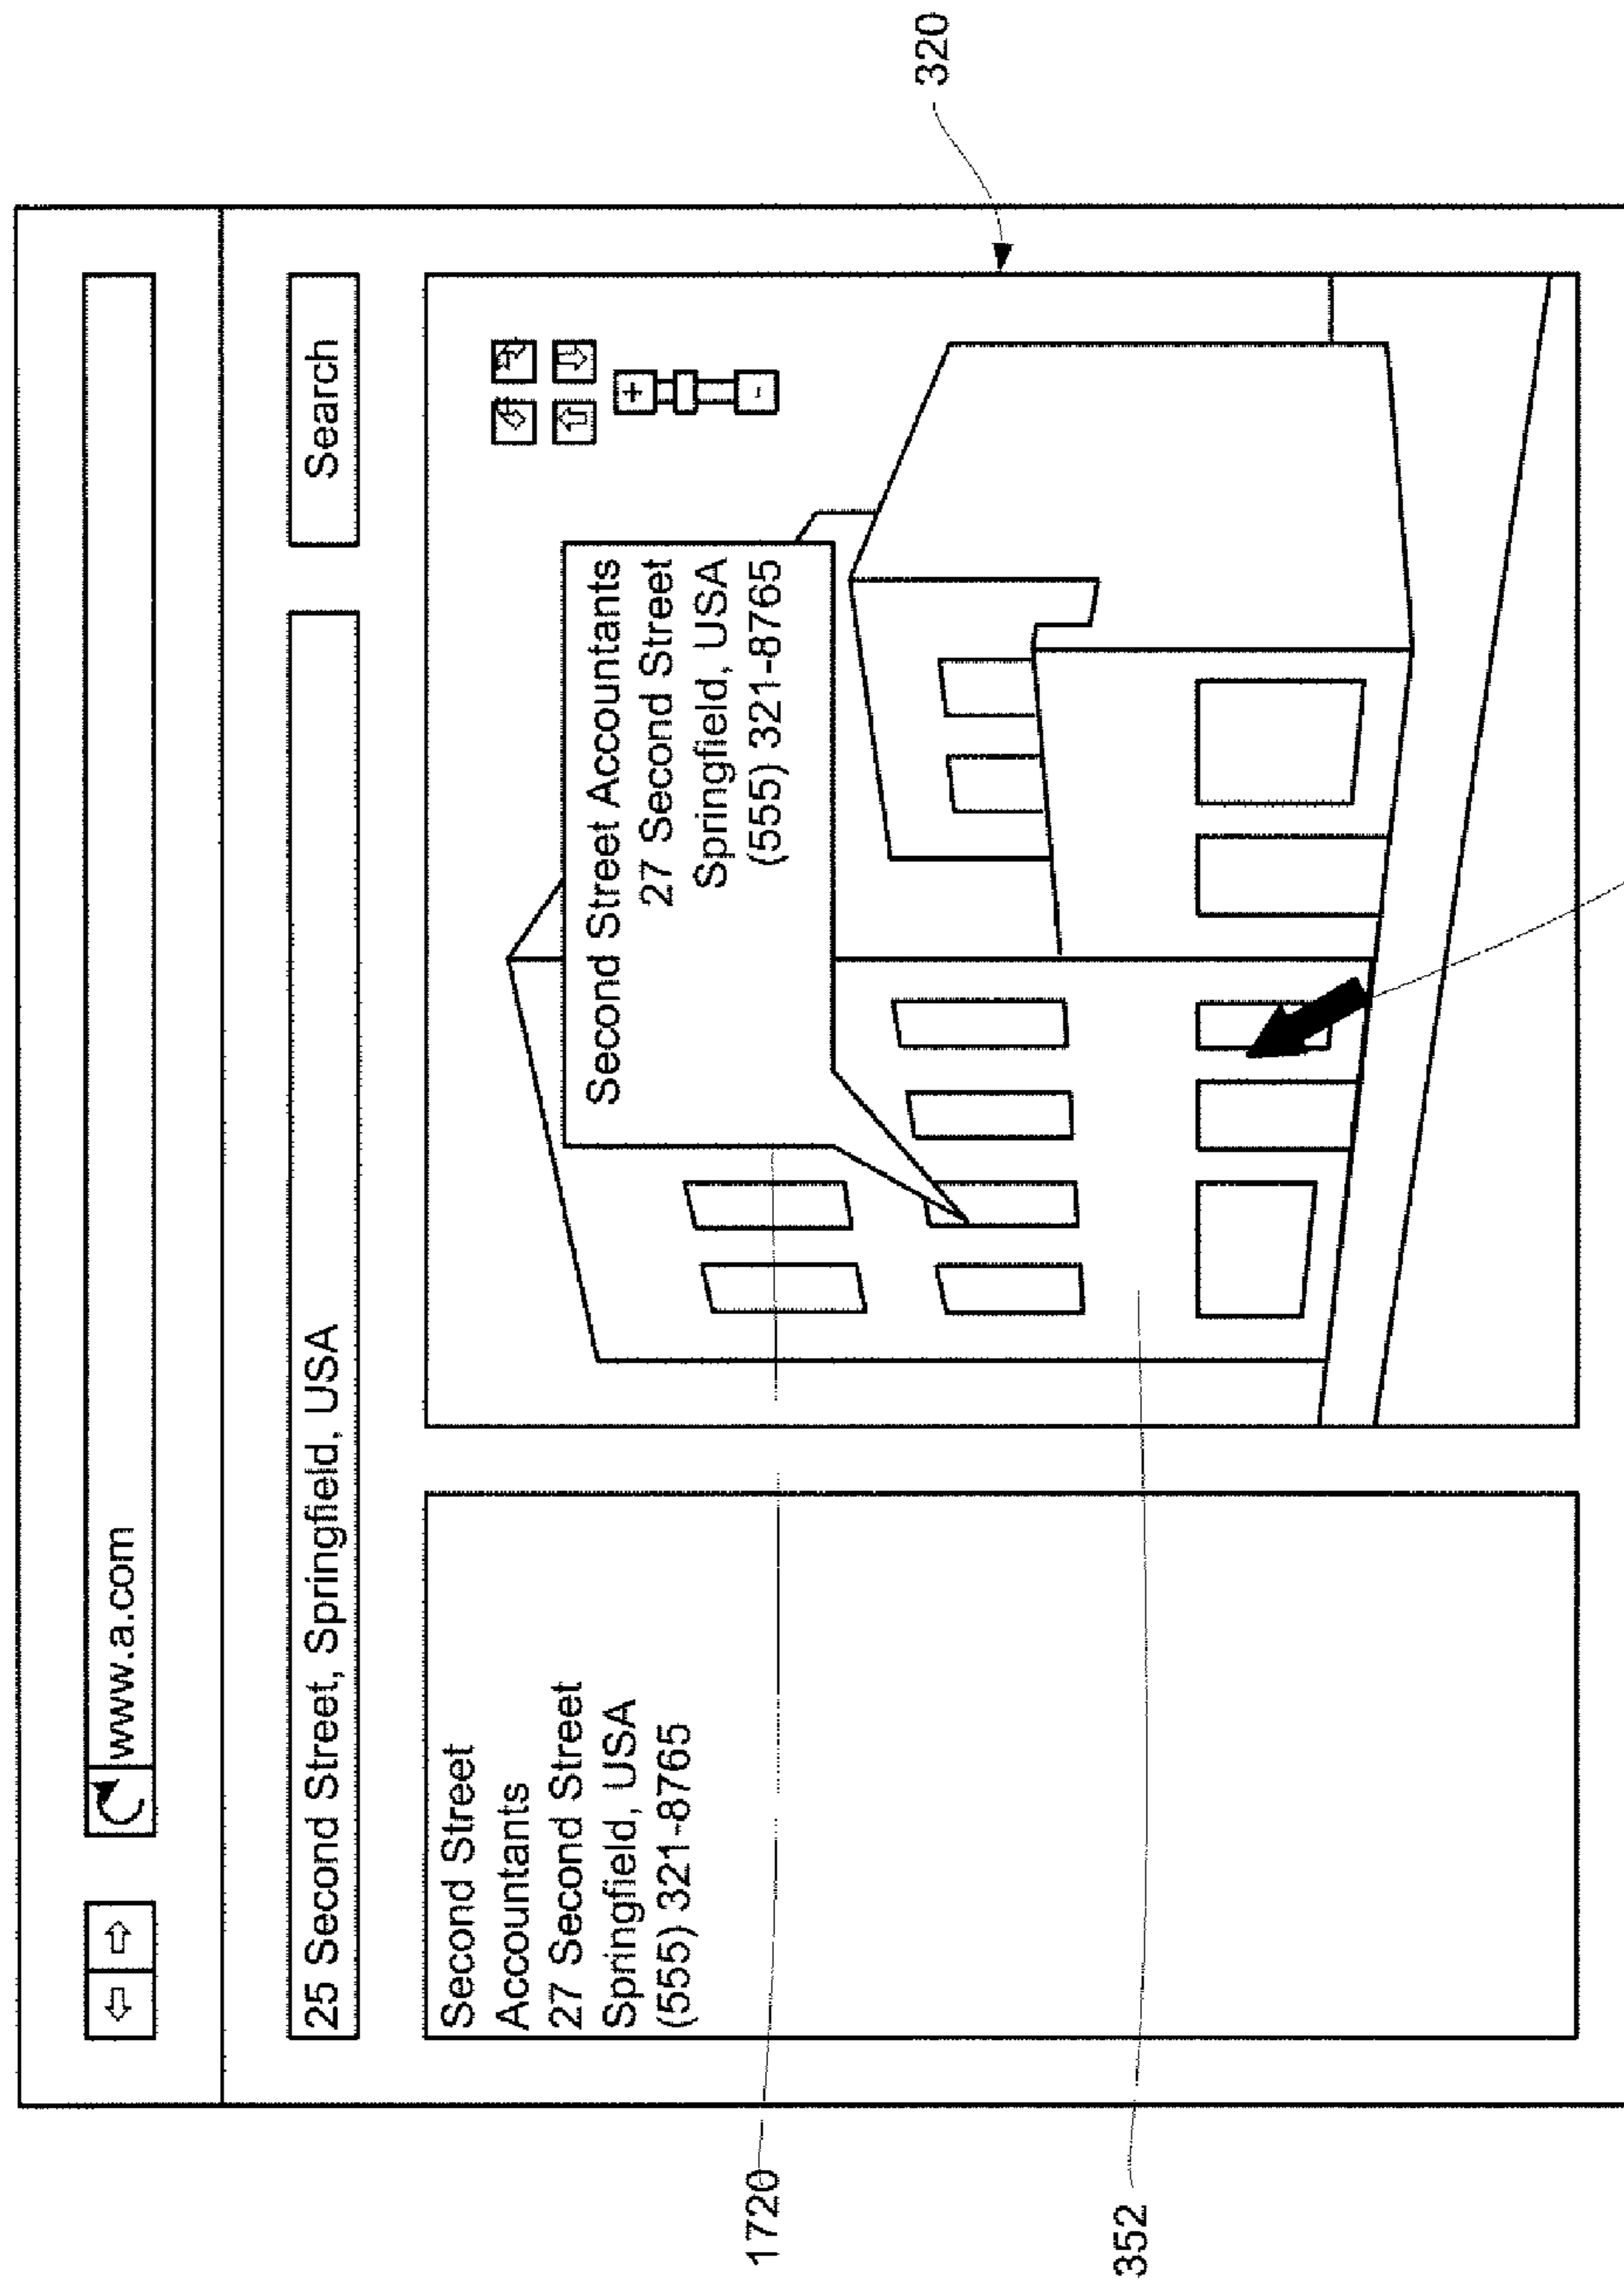 www.a.com
25 Second Street, Springfield, USA
Search
Second Street
Accountants
27 Second Street
Springfield, USA
(555) 321-8765
Second Street Accountants
27 Second Street
Springfield, USA
(555) 321-8765
+
-
1720
352
320